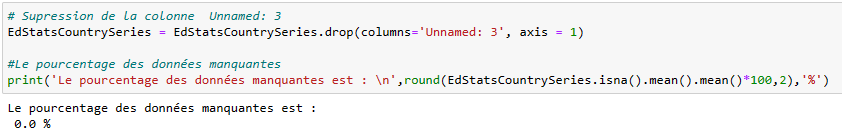 # Supression de la colonne  Unnamed: 3
EdStatsCountrySeries = EdStatsCountrySeries.drop(columns='Unnamed: 3', axis = 1)
#Le pourcentage des données manquantes
print('Le pourcentage des données manquantes est : \n',round(EdStatsCountrySeries.isna().mean().mean()*100,2),'%')
Le pourcentage des données manquantes est :
 0.0 %